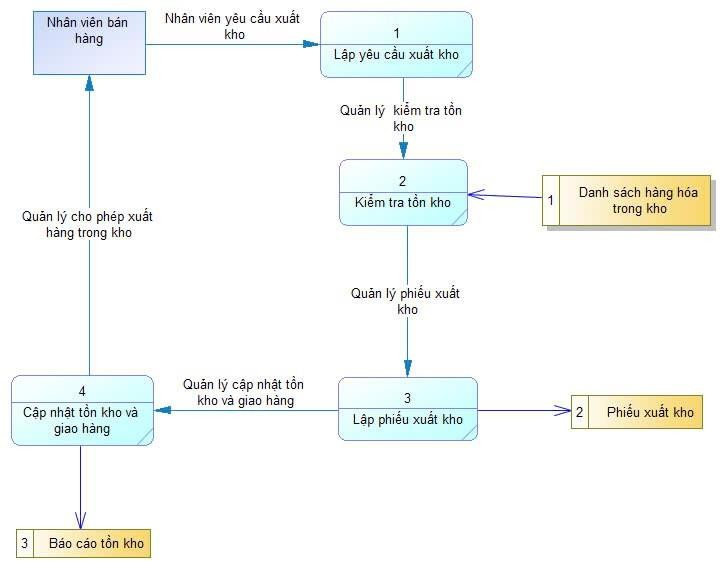 Nhân viên bán
hàng
Nhân viên yêu cầu xuất
kho
1
Lập yêu cầu xuất kho
Quản lý kiểm tra tồn
kho
2
Kiểm tra tồn kho
1
Danh sách hàng hóa
trong kho
Quản lý cho phép xuất
hàng trong kho
Quản lý phiếu xuất
kho
4
Cập nhật tồn kho và
giao hàng
Quản lý cập nhật tồn
kho và giao hàng
3
Lập phiếu xuất kho
2
Phiếu xuất kho
3
Báo cáo tồn kho